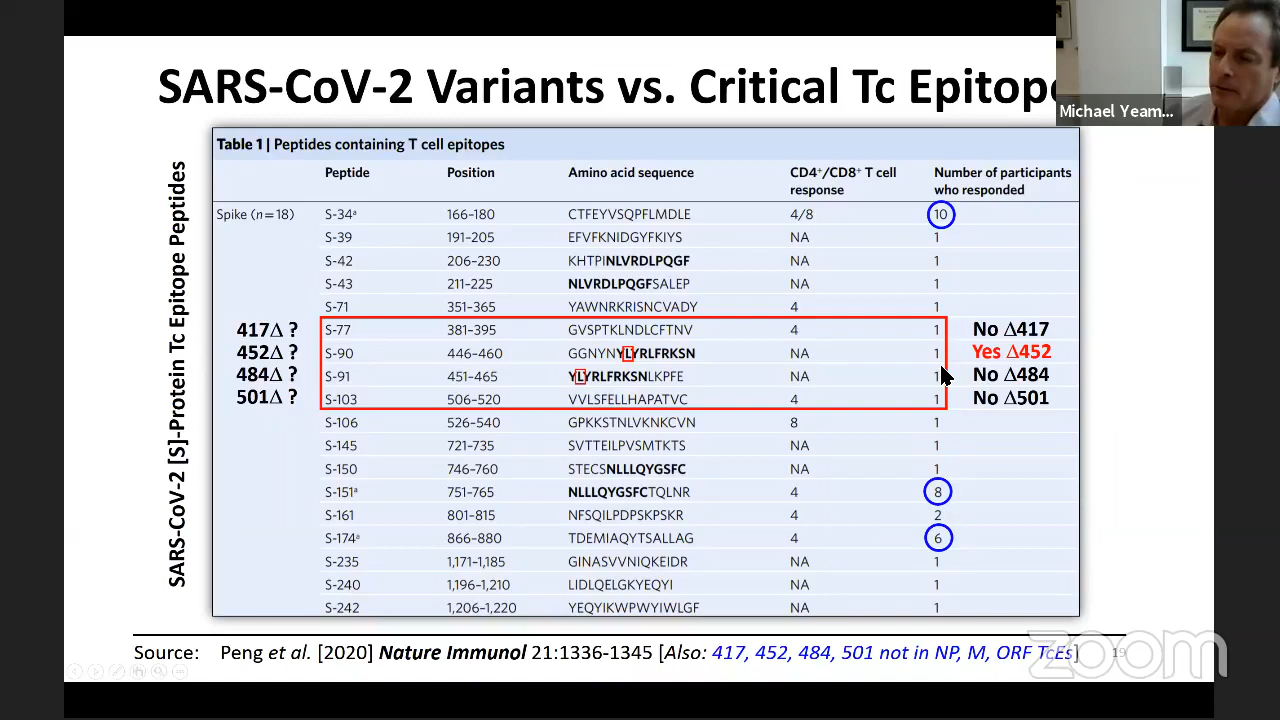 SARS-CoV-2 Variants vs. Critical Tc Epitope
Michael Yeam...
SARS-CoV-2 [S]-Protein Tc Epitope Peptides
Table 1 | Peptides containing T cell epitopes
Peptide Position Amino acid sequence CD4⁺/CD8⁺ T cell response Number of participants who responded
Spike (n=18) S-34ᵃ 166–180 CTFEYVSQPFLMDLE 4/8 10
S-39 191–205 EFVFKNIDGYFKIYS NA 1
S-42 206–230 KHTPINLVRDLPQGF NA 1
S-43 211–225 NLVRDLPQGFSALEP NA 1
S-71 351–365 YAWNRKRISNCVADY 4 1
417Δ ? S-77 381–395 GVSPTKLNDLCFTNV 4 1 No Δ417
452Δ ? S-90 446–460 GGNYNYLYRLFRKSN NA 1 Yes Δ452
484Δ ? S-91 451–465 YLYRLFRKSNLKPFE NA 1 No Δ484
501Δ ? S-103 506–520 VVLSFELLHAPATVC 4 1 No Δ501
S-106 526–540 GPKKSTNLVKNKCVN 8 1
S-145 721–735 SVTTEILPVSMTKTS NA 1
S-150 746–760 STECSNLLLQYGSFC NA 1
S-151ᵃ 751–765 NLLLQYGSFCTQLNR 4 8
S-161 801–815 NFSQILPDPSKPSKR 4 2
S-174ᵃ 866–880 TDEMIAQYTSALLAG 4 6
S-235 1,171–1,185 GINASVVNIQKEIDR NA 1
S-240 1,196–1,210 LIDLQELGKYEQYI NA 1
S-242 1,206–1,220 YEQYIKWPWYIWLGF NA 1
Source: Peng et al. [2020] Nature Immunol 21:1336-1345 [Also: 417, 452, 484, 501 not in NP, M, ORF TcEs]
19
zoom